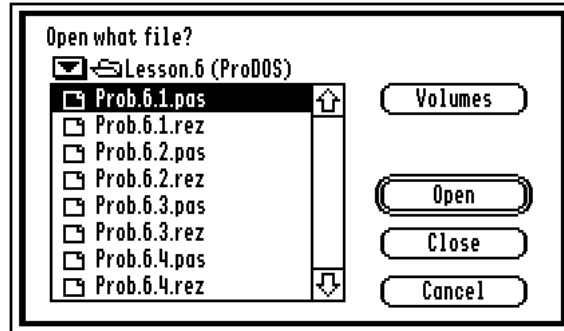 Open what file?
Lesson.6 (ProDOS)
Prob.6.1.pas
Prob.6.1.rez
Prob.6.2.pas
Prob.6.2.rez
Prob.6.3.pas
Prob.6.3.rez
Prob.6.4.pas
Prob.6.4.rez
Volumes
Open
Close
Cancel